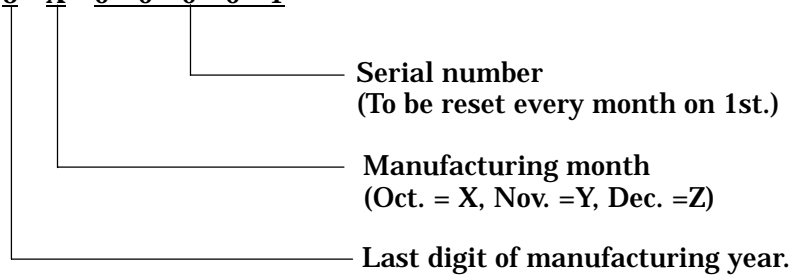 Serial number
(To be reset every month on 1st.)
Manufacturing month
(Oct. = X, Nov. =Y, Dec. =Z)
Last digit of manufacturing year.